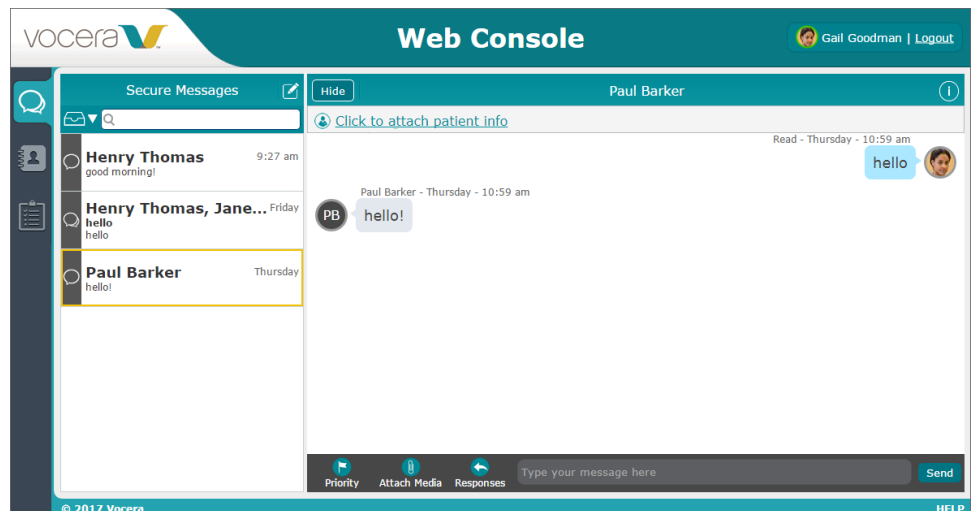 vocera
Web Console
Gail Goodman | Logout
Secure Messages
Hide
Paul Barker
Click to attach patient info
Henry Thomas
9:27 am
good morning!
Henry Thomas, Jane...
Friday
hello
hello
Paul Barker
Thursday
hello!
Read - Thursday - 10:59 am
hello
Paul Barker - Thursday - 10:59 am
PB
hello!
Priority
Attach Media
Responses
Type your message here
Send
© 2017 Vocera
HELP